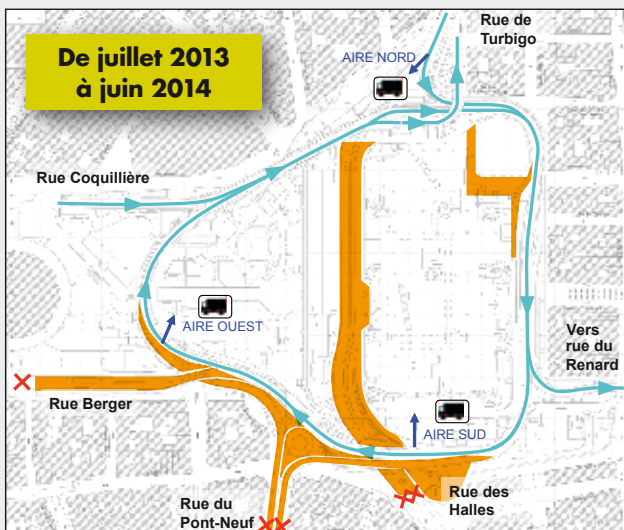 De juillet 2013
à juin 2014
Rue de
Turbigo
AIRE NORD
Rue Coquillière
AIRE OUEST
Vers
rue du
Renard
Rue Berger
AIRE SUD
Rue des
Halles
Rue du
Pont-Neuf